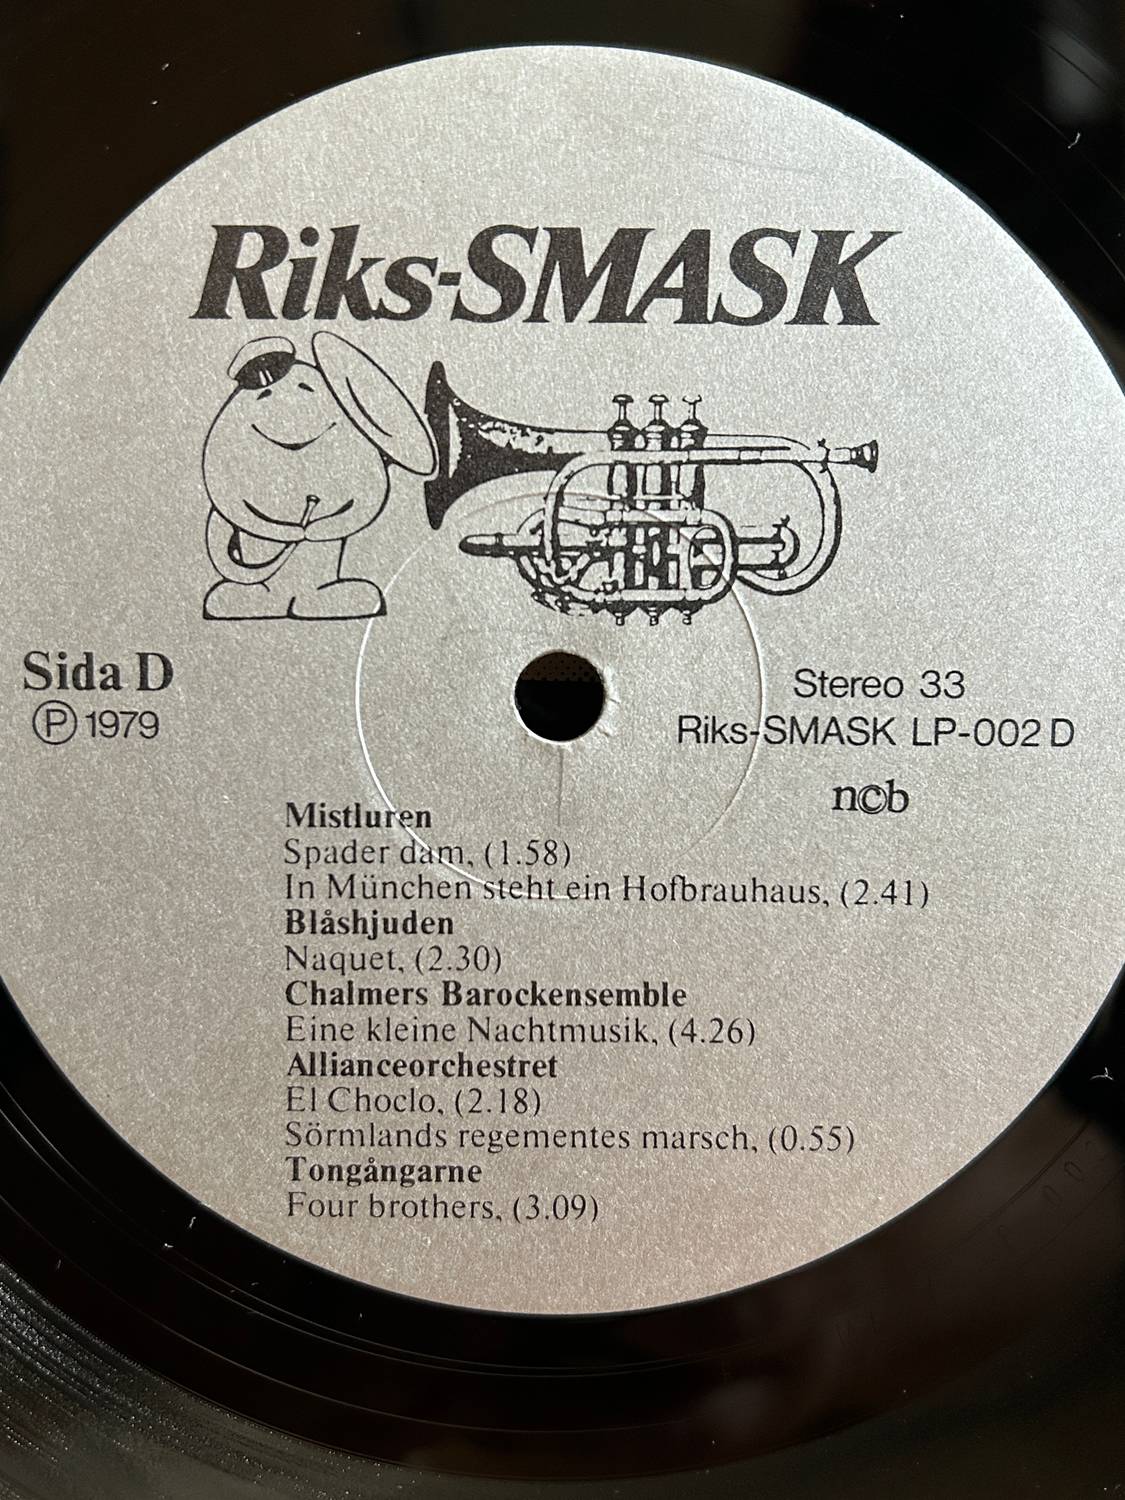 Riks-SMASK
Sida D
Ⓟ 1979
Stereo 33
Riks-SMASK LP-002 D
n©b
Mistluren
Spader dam, (1.58)
In München steht ein Hofbrauhaus, (2.41)
Blåshjuden
Naquet, (2.30)
Chalmers Barockensemble
Eine kleine Nachtmusik, (4.26)
Allianceorchestret
El Choclo, (2.18)
Sörmlands regementes marsch, (0.55)
Tongångarne
Four brothers, (3.09)